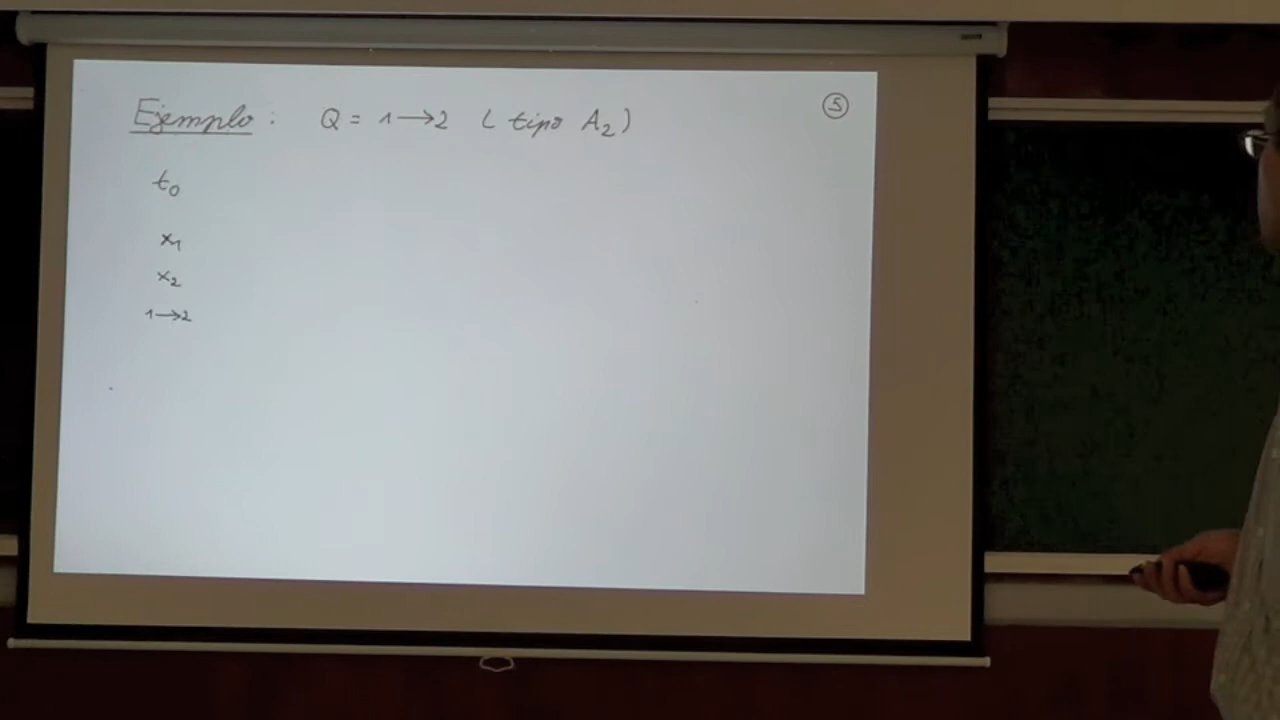 Ejemplo: Q = 1→2 (tipo A₂) ⑤
t₀
x₁
x₂
1→2